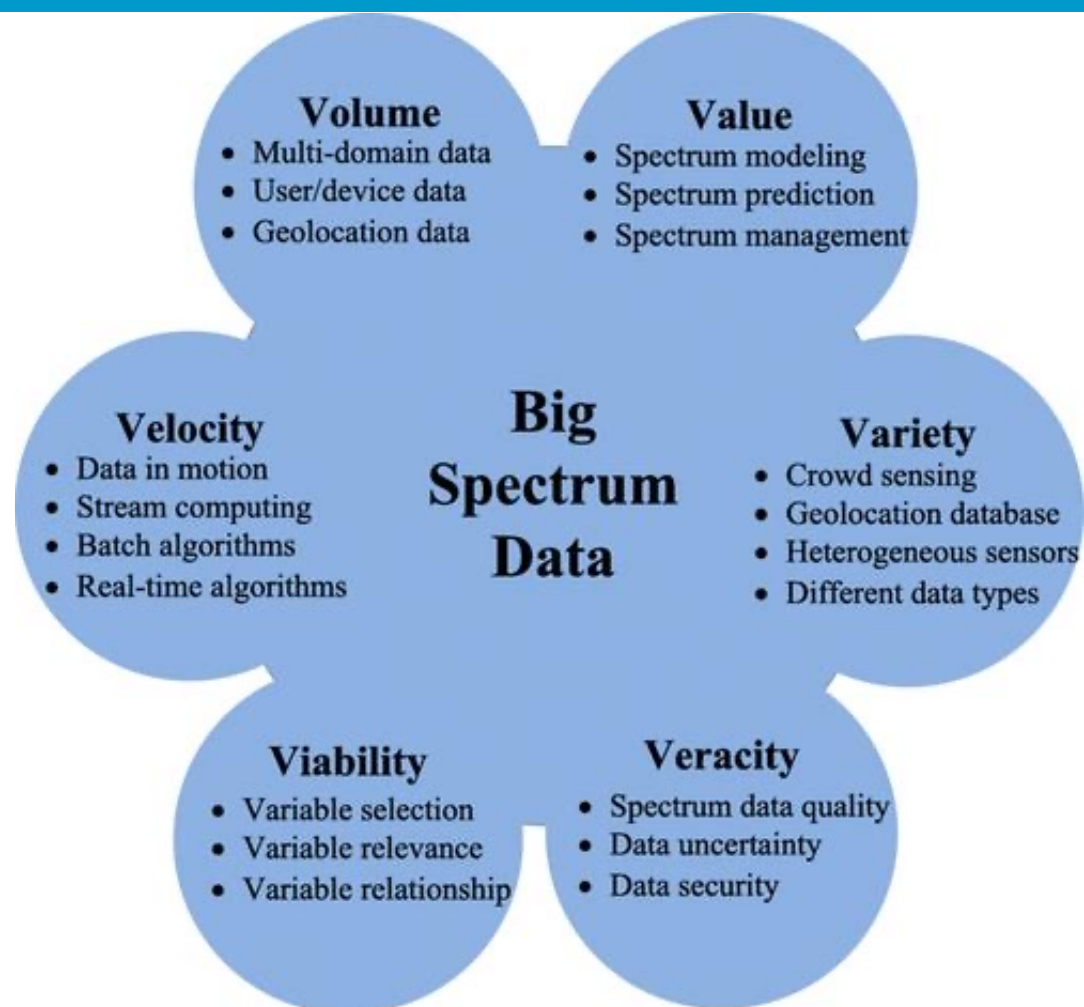 Volume
• Multi-domain data
• User/device data
• Geolocation data
Value
• Spectrum modeling
• Spectrum prediction
• Spectrum management
Velocity
• Data in motion
• Stream computing
• Batch algorithms
• Real-time algorithms
Big
Spectrum
Data
Variety
• Crowd sensing
• Geolocation database
• Heterogeneous sensors
• Different data types
Viability
• Variable selection
• Variable relevance
• Variable relationship
Veracity
• Spectrum data quality
• Data uncertainty
• Data security